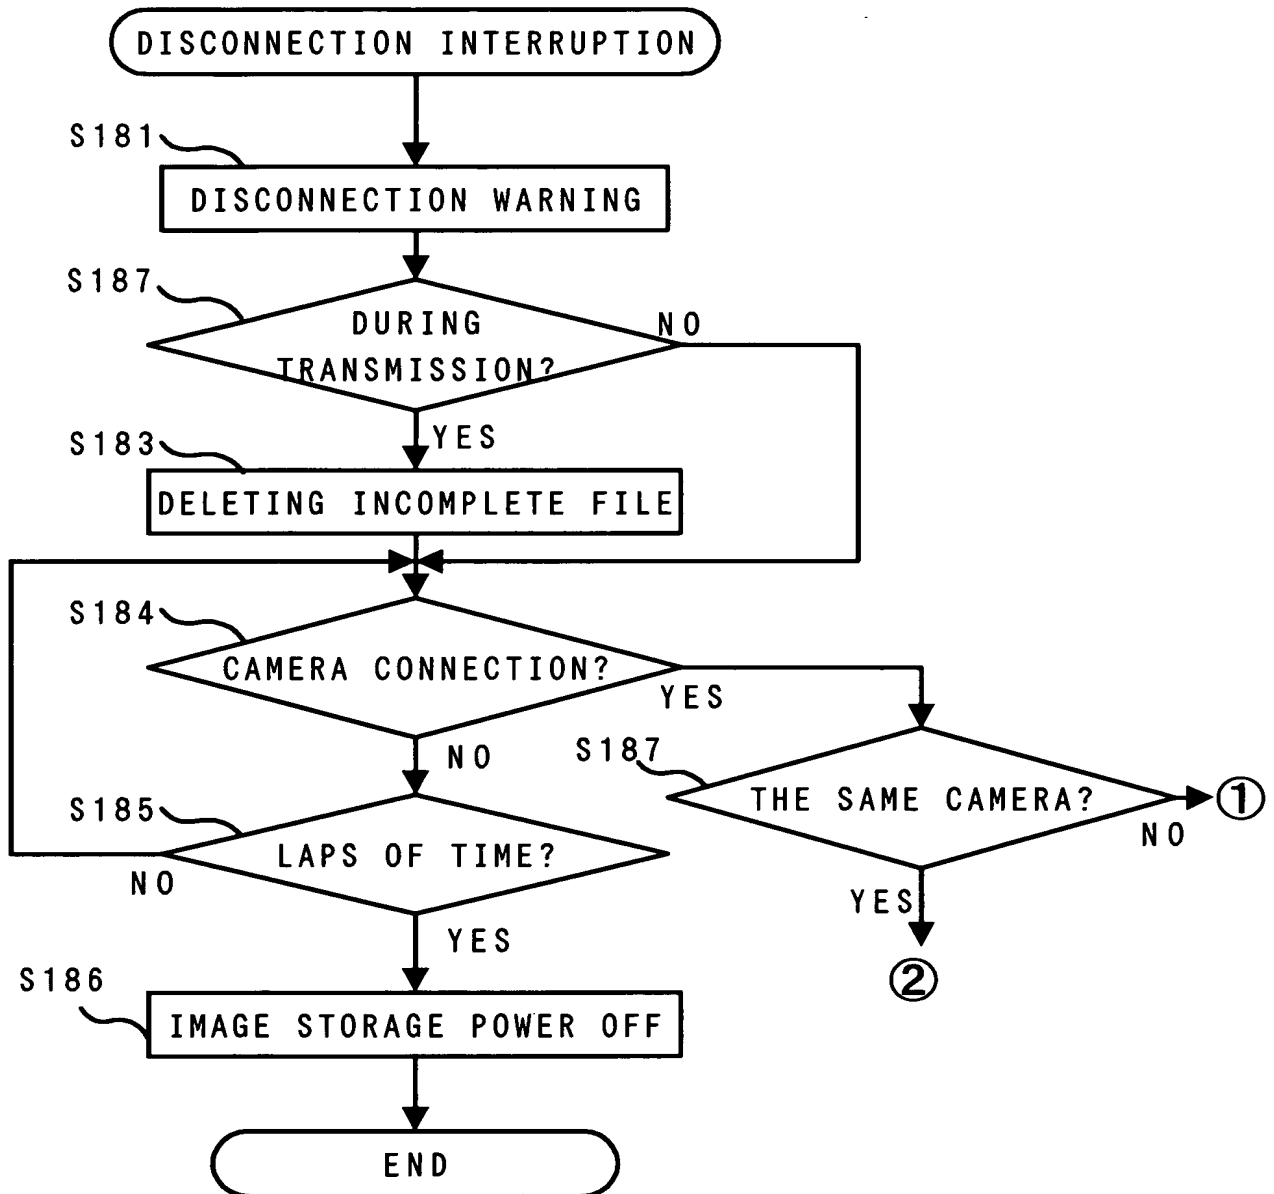 DISCONNECTION INTERRUPTION
S181
DISCONNECTION WARNING
S187
DURING
TRANSMISSION?
NO
YES
S183
DELETING INCOMPLETE FILE
S184
CAMERA CONNECTION?
YES
NO
S187
THE SAME CAMERA?
①
NO
YES
②
S185
LAPS OF TIME?
NO
YES
S186
IMAGE STORAGE POWER OFF
END